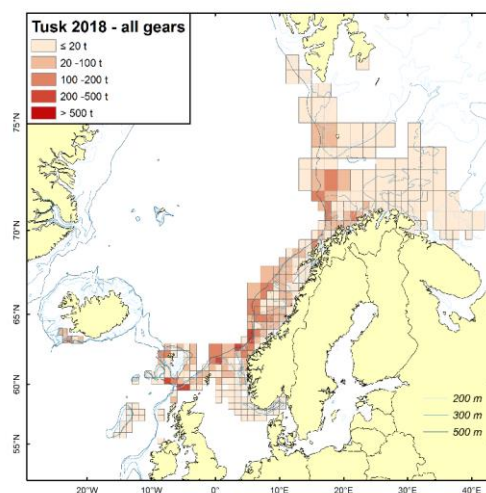 Tusk 2018 - all gears
≤ 20 t
20 -100 t
100 -200 t
200 -500 t
> 500 t
75°N
70°N
65°N
60°N
55°N
200 m
300 m
500 m
20°W
10°W
0°
10°E
20°E
30°E
40°E